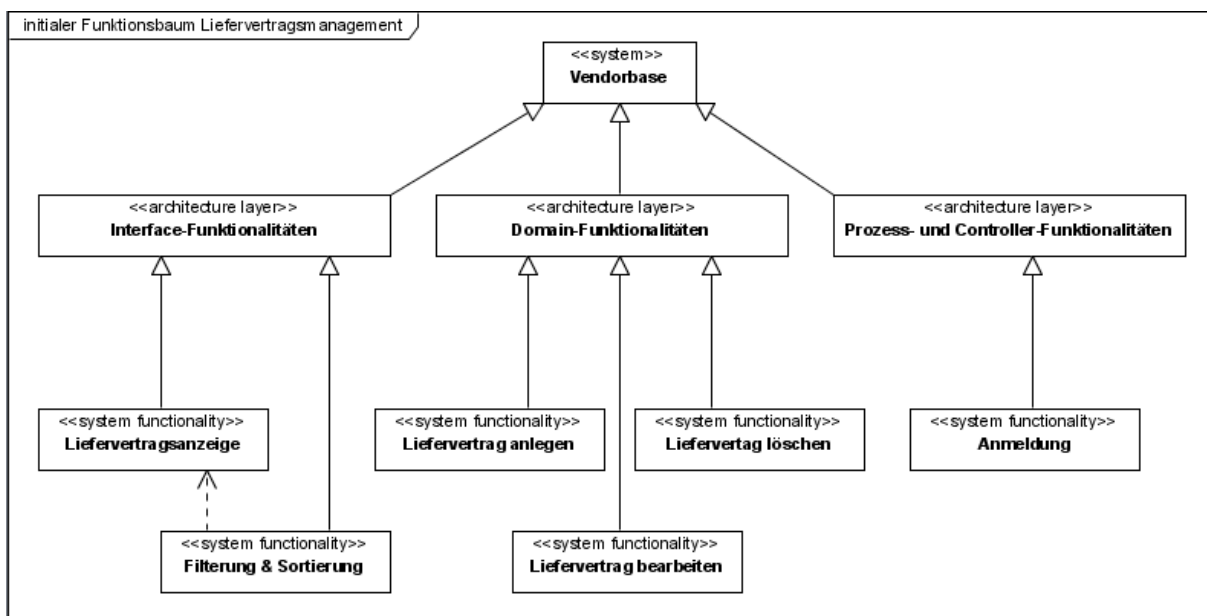 initialer Funktionsbaum Liefervertragsmanagement
<<system>>
Vendorbase
<<architecture layer>>
Interface-Funktionalitäten
<<architecture layer>>
Domain-Funktionalitäten
<<architecture layer>>
Prozess- und Controller-Funktionalitäten
<<system functionality>>
Liefervertragsanzeige
<<system functionality>>
Liefervertrag anlegen
<<system functionality>>
Liefervertag löschen
<<system functionality>>
Anmeldung
<<system functionality>>
Filterung & Sortierung
<<system functionality>>
Liefervertrag bearbeiten